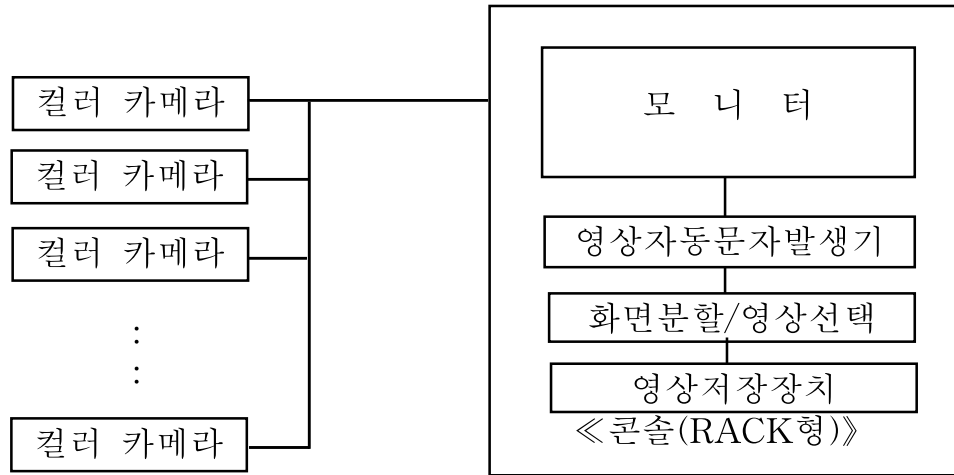 컬러 카메라
컬러 카메라
컬러 카메라
컬러 카메라
모 니 터
영상자동문자발생기
화면분할/영상선택
영상저장장치
≪콘솔(RACK형)≫